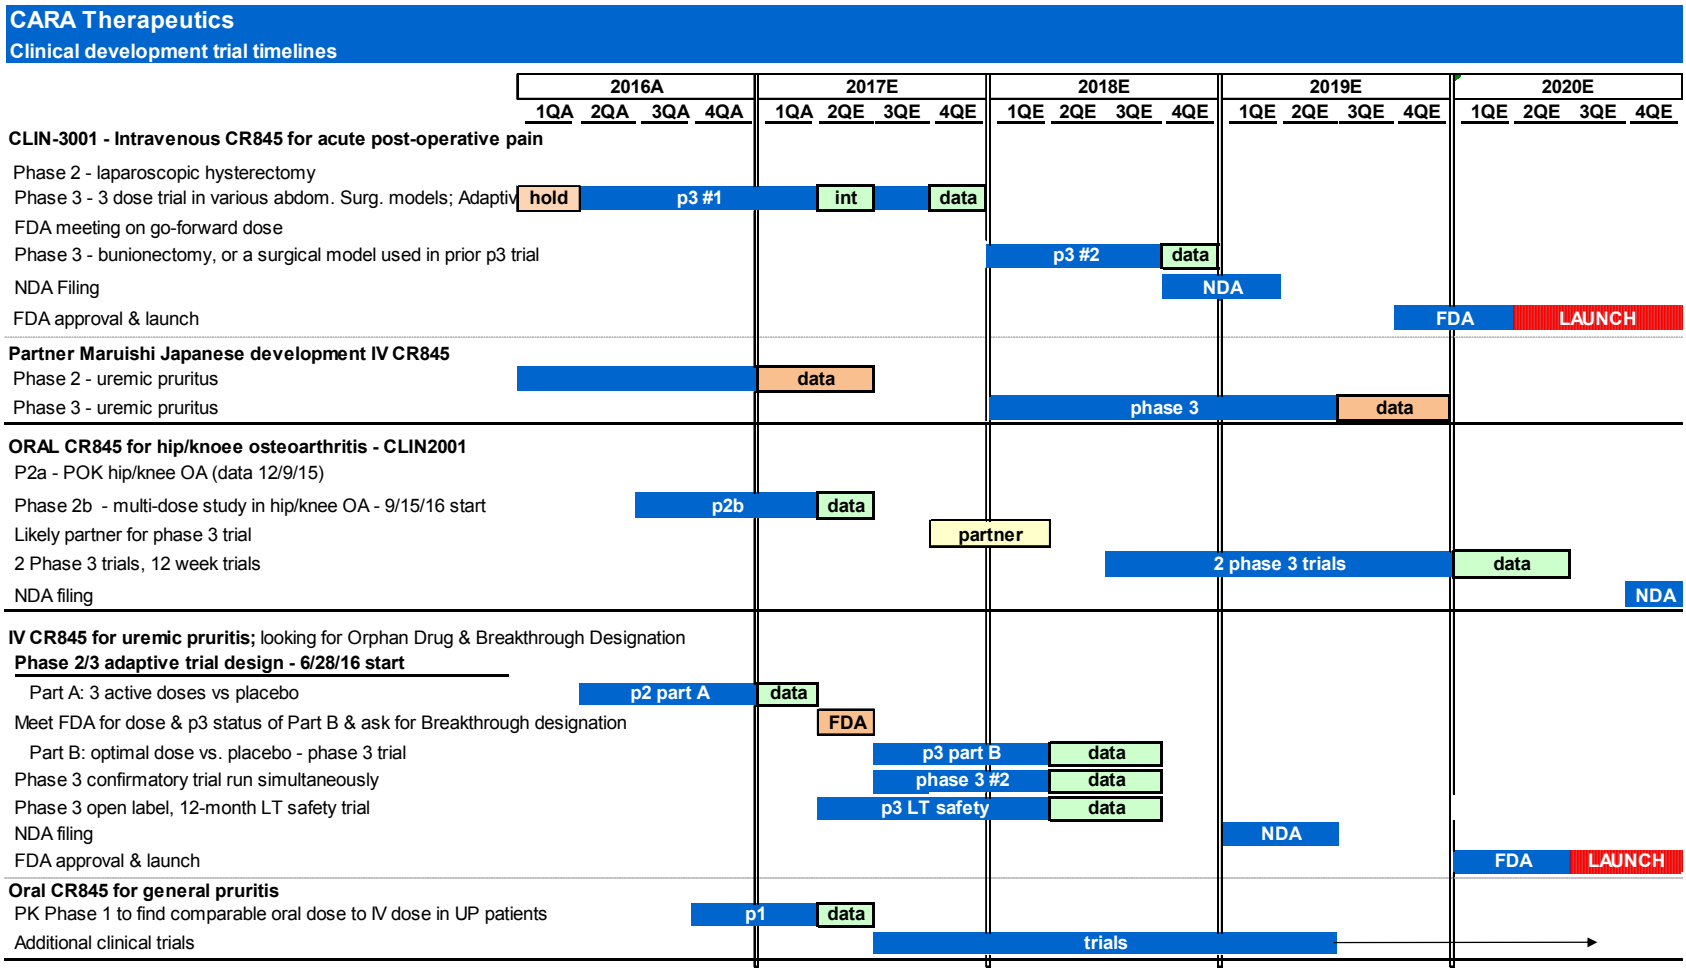 CARA Therapeutics
Clinical development trial timelines
2016A 2017E 2018E 2019E 2020E
1QA 2QA 3QA 4QA 1QA 2QE 3QE 4QE 1QE 2QE 3QE 4QE 1QE 2QE 3QE 4QE 1QE 2QE 3QE 4QE
CLIN-3001 - Intravenous CR845 for acute post-operative pain
Phase 2 - laparoscopic hysterectomy
Phase 3 - 3 dose trial in various abdom. Surg. models; Adaptiv hold p3 #1 int data
FDA meeting on go-forward dose
Phase 3 - bunionectomy, or a surgical model used in prior p3 trial p3 #2 data
NDA Filing NDA
FDA approval & launch FDA LAUNCH
Partner Maruishi Japanese development IV CR845
Phase 2 - uremic pruritus data
Phase 3 - uremic pruritus phase 3 data
ORAL CR845 for hip/knoee osteoarthritis - CLIN2001
P2a - POK hip/knee OA (data 12/9/15)
Phase 2b - multi-dose study in hip/knee OA - 9/15/16 start p2b data
Likely partner for phase 3 trial partner
2 Phase 3 trials, 12 week trials 2 phase 3 trials data
NDA filing NDA
IV CR845 for uremic pruritis; looking for Orphan Drug & Breakthrough Designation
Phase 2/3 adaptive trial design - 6/28/16 start
Part A: 3 active doses vs placebo p2 part A data
Meet FDA for dose & p3 status of Part B & ask for Breakthrough designation FDA
Part B: optimal dose vs. placebo - phase 3 trial p3 part B data
Phase 3 confirmatory trial run simultaneously phase 3 #2 data
Phase 3 open label, 12-month LT safety trial p3 LT safety data
NDA filing NDA
FDA approval & launch FDA LAUNCH
Oral CR845 for general pruritis
PK Phase 1 to find comparable oral dose to IV dose in UP patients p1 data
Additional clinical trials trials